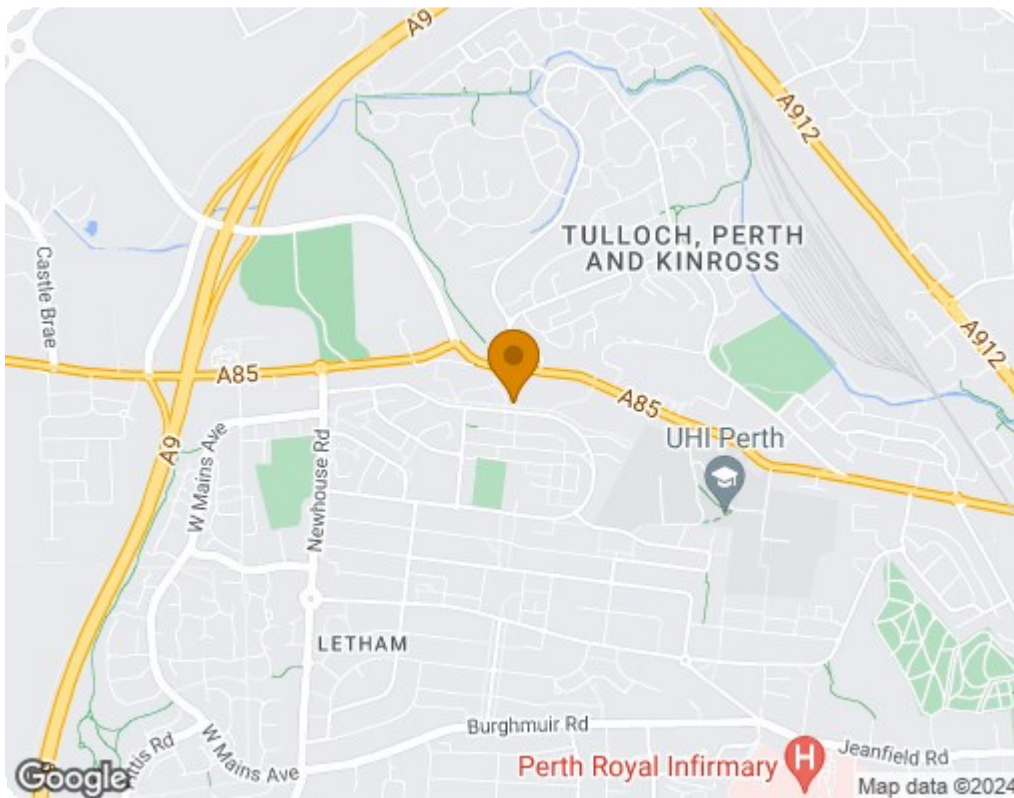 A9
A912
TULLOCH, PERTH
AND KINROSS
Castle Brae
A912
A85
A85
A9
W Mains Ave
Newhouse Rd
UHI Perth
LETHAM
Burghmuir Rd
Jeanfield Rd
W Mains Ave
Perth Royal Infirmary
H
Google
Map data ©2024